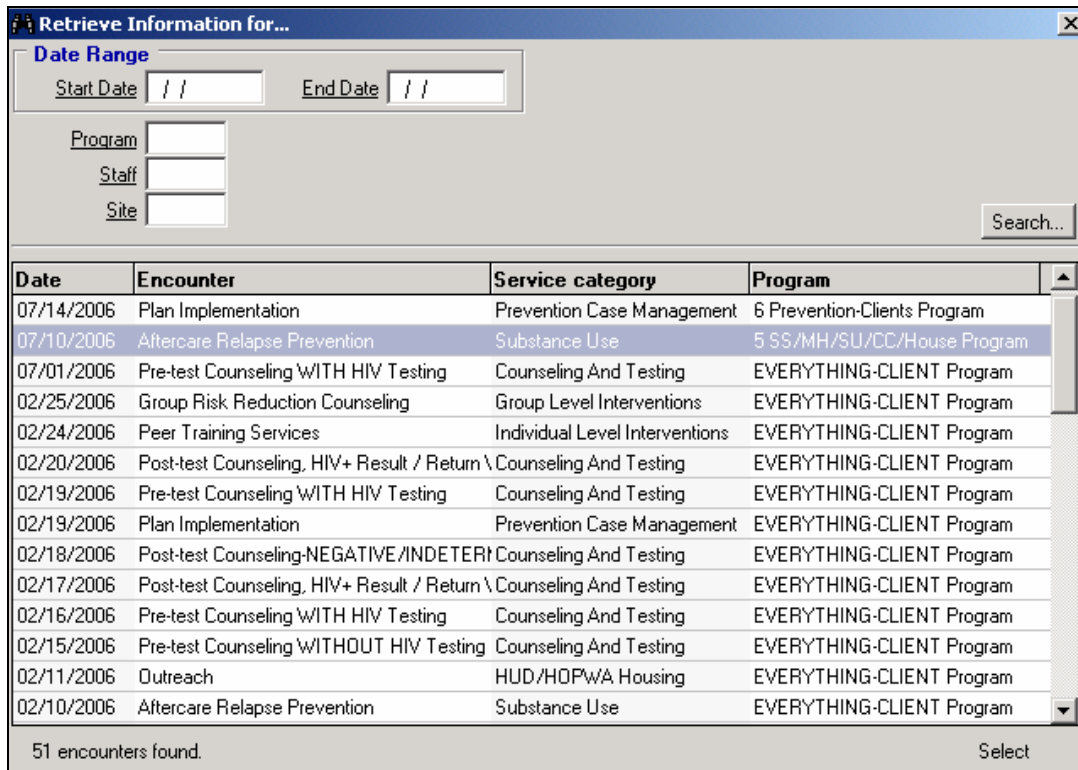 Retrieve Information for...
Date Range
Start Date / / End Date / /
Program
Staff
Site
Search...
Date Encounter Service category Program
07/14/2006 Plan Implementation Prevention Case Management 6 Prevention-Clients Program
07/10/2006 Aftercare Relapse Prevention Substance Use 5 SS/MH/SU/CC/House Program
07/01/2006 Pre-test Counseling WITH HIV Testing Counseling And Testing EVERYTHING-CLIENT Program
02/25/2006 Group Risk Reduction Counseling Group Level Interventions EVERYTHING-CLIENT Program
02/24/2006 Peer Training Services Individual Level Interventions EVERYTHING-CLIENT Program
02/20/2006 Post-test Counseling, HIV+ Result / Return Counseling And Testing EVERYTHING-CLIENT Program
02/19/2006 Pre-test Counseling WITH HIV Testing Counseling And Testing EVERYTHING-CLIENT Program
02/19/2006 Plan Implementation Prevention Case Management EVERYTHING-CLIENT Program
02/18/2006 Post-test Counseling-NEGATIVE/INDETER Counseling And Testing EVERYTHING-CLIENT Program
02/17/2006 Post-test Counseling, HIV+ Result / Return Counseling And Testing EVERYTHING-CLIENT Program
02/16/2006 Pre-test Counseling WITH HIV Testing Counseling And Testing EVERYTHING-CLIENT Program
02/15/2006 Pre-test Counseling WITHOUT HIV Testing Counseling And Testing EVERYTHING-CLIENT Program
02/11/2006 Outreach HUD/HOPWA Housing EVERYTHING-CLIENT Program
02/10/2006 Aftercare Relapse Prevention Substance Use EVERYTHING-CLIENT Program
51 encounters found. Select